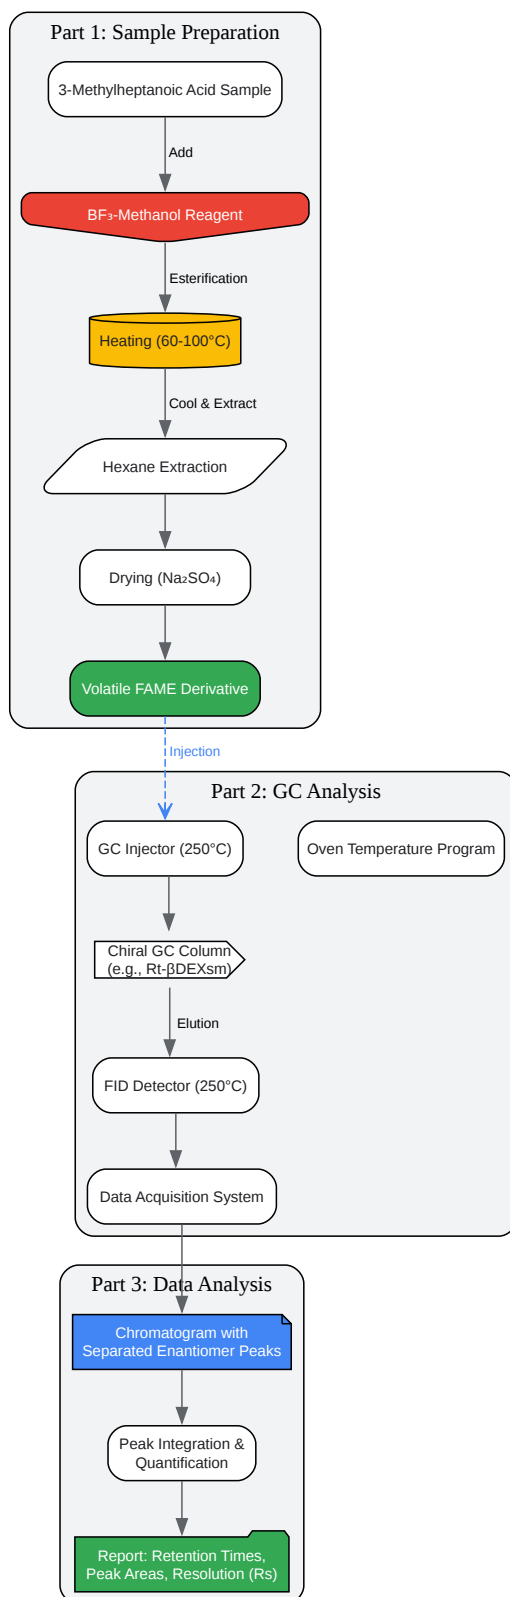 Part 1: Sample Preparation
3-Methylheptanoic Acid Sample
Add
BF₃-Methanol Reagent
Esterification
Heating (60-100°C)
Cool & Extract
Hexane Extraction
Drying (Na₂SO₄)
Volatile FAME Derivative
Injection
Part 2: GC Analysis
GC Injector (250°C)
Oven Temperature Program
Chiral GC Column
(e.g., Rt-βDEXsm)
Elution
FID Detector (250°C)
Data Acquisition System
Part 3: Data Analysis
Chromatogram with
Separated Enantiomer Peaks
Peak Integration &
Quantification
Report: Retention Times,
Peak Areas, Resolution (Rs)